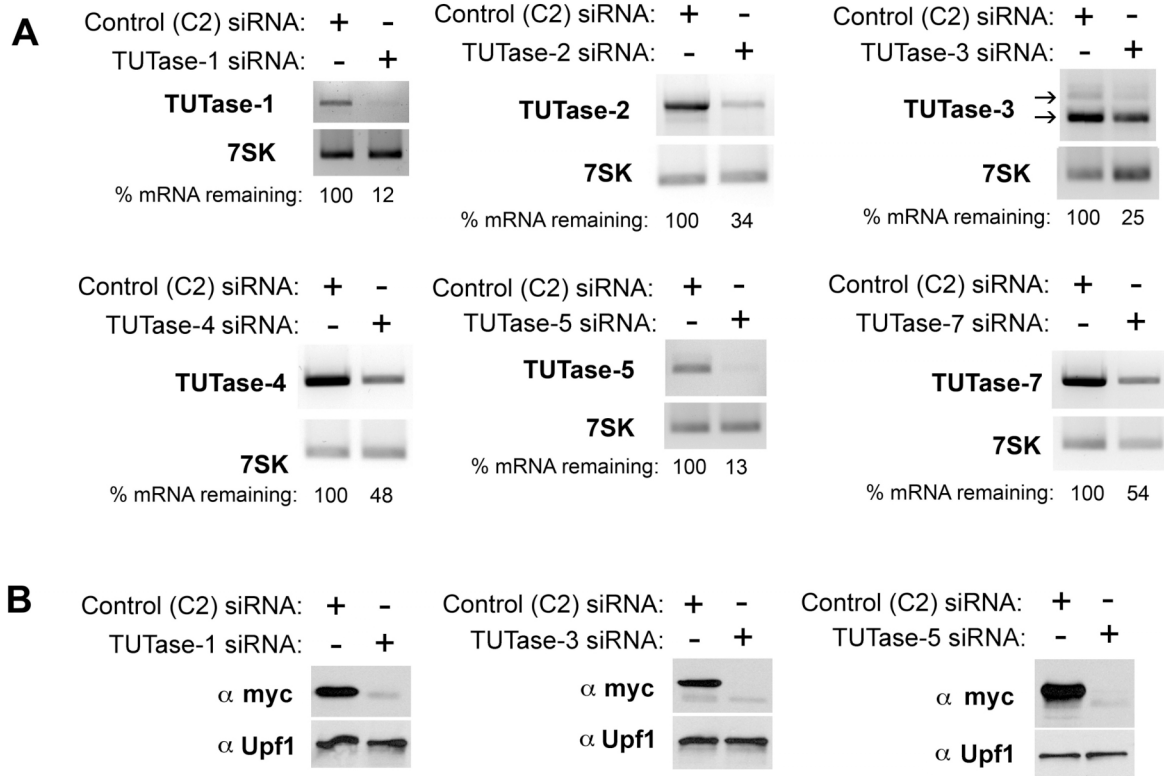 A
Control (C2) siRNA: + -
TUTase-1 siRNA: - +
TUTase-1
7SK
% mRNA remaining: 100 12
Control (C2) siRNA: + -
TUTase-2 siRNA: - +
TUTase-2
7SK
% mRNA remaining: 100 34
Control (C2) siRNA: + -
TUTase-3 siRNA: - +
TUTase-3 → →
7SK
% mRNA remaining: 100 25
Control (C2) siRNA: + -
TUTase-4 siRNA: - +
TUTase-4
7SK
% mRNA remaining: 100 48
Control (C2) siRNA: + -
TUTase-5 siRNA: - +
TUTase-5
7SK
% mRNA remaining: 100 13
Control (C2) siRNA: + -
TUTase-7 siRNA: - +
TUTase-7
7SK
% mRNA remaining: 100 54
B
Control (C2) siRNA: + -
TUTase-1 siRNA: - +
α myc
α Upf1
Control (C2) siRNA: + -
TUTase-3 siRNA: - +
α myc
α Upf1
Control (C2) siRNA: + -
TUTase-5 siRNA: - +
α myc
α Upf1